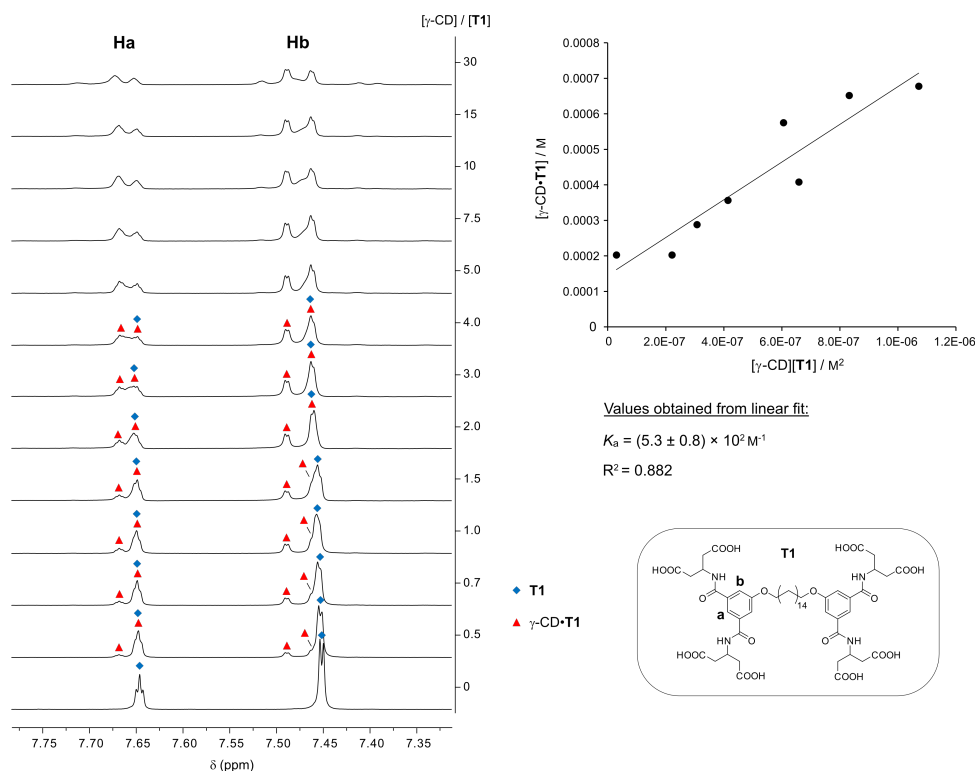 [γ-CD] / [T1]
Ha
Hb
30
15
10
7.5
5.0
4.0
3.0
2.0
1.5
1.0
0.7
0.5
0
7.75 7.70 7.65 7.60 7.55 7.50 7.45 7.40 7.35
δ (ppm)
T1
γ-CD•T1
[γ-CD•T1] / M
0.0008
0.0007
0.0006
0.0005
0.0004
0.0003
0.0002
0.0001
0
0 2.0E-07 4.0E-07 6.0E-07 8.0E-07 1.0E-06 1.2E-06
[γ-CD][T1] / M²
Values obtained from linear fit:
Kₐ = (5.3 ± 0.8) × 10² M⁻¹
R² = 0.882
T1
COOH
HOOC
HOOC
COOH
NH
HN
O
b
O
14
O
O
a
O
O
NH
HN
HOOC
COOH
COOH
HOOC